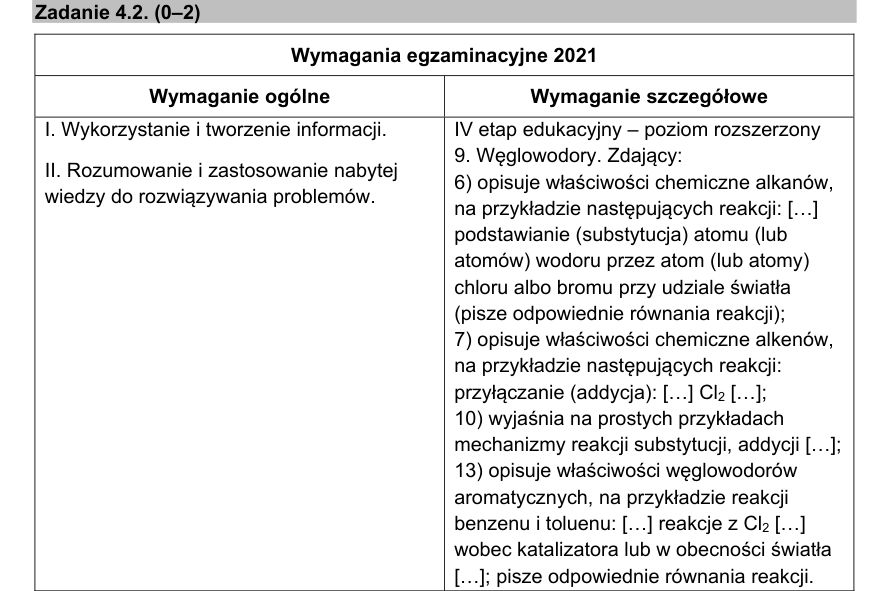 Zadanie 4.2. (0–2)
Wymagania egzaminacyjne 2021
Wymaganie ogólne
Wymaganie szczegółowe
I. Wykorzystanie i tworzenie informacji.
II. Rozumowanie i zastosowanie nabytej
wiedzy do rozwiązywania problemów.
IV etap edukacyjny – poziom rozszerzony
9. Węglowodory. Zdający:
6) opisuje właściwości chemiczne alkanów,
na przykładzie następujących reakcji: […]
podstawianie (substytucja) atomu (lub
atomów) wodoru przez atom (lub atomy)
chloru albo bromu przy udziale światła
(pisze odpowiednie równania reakcji);
7) opisuje właściwości chemiczne alkenów,
na przykładzie następujących reakcji:
przyłączanie (addycja): […] Cl₂ […];
10) wyjaśnia na prostych przykładach
mechanizmy reakcji substytucji, addycji […];
13) opisuje właściwości węglowodorów
aromatycznych, na przykładzie reakcji
benzenu i toluenu: […] reakcje z Cl₂ […]
wobec katalizatora lub w obecności światła
[…]; pisze odpowiednie równania reakcji.